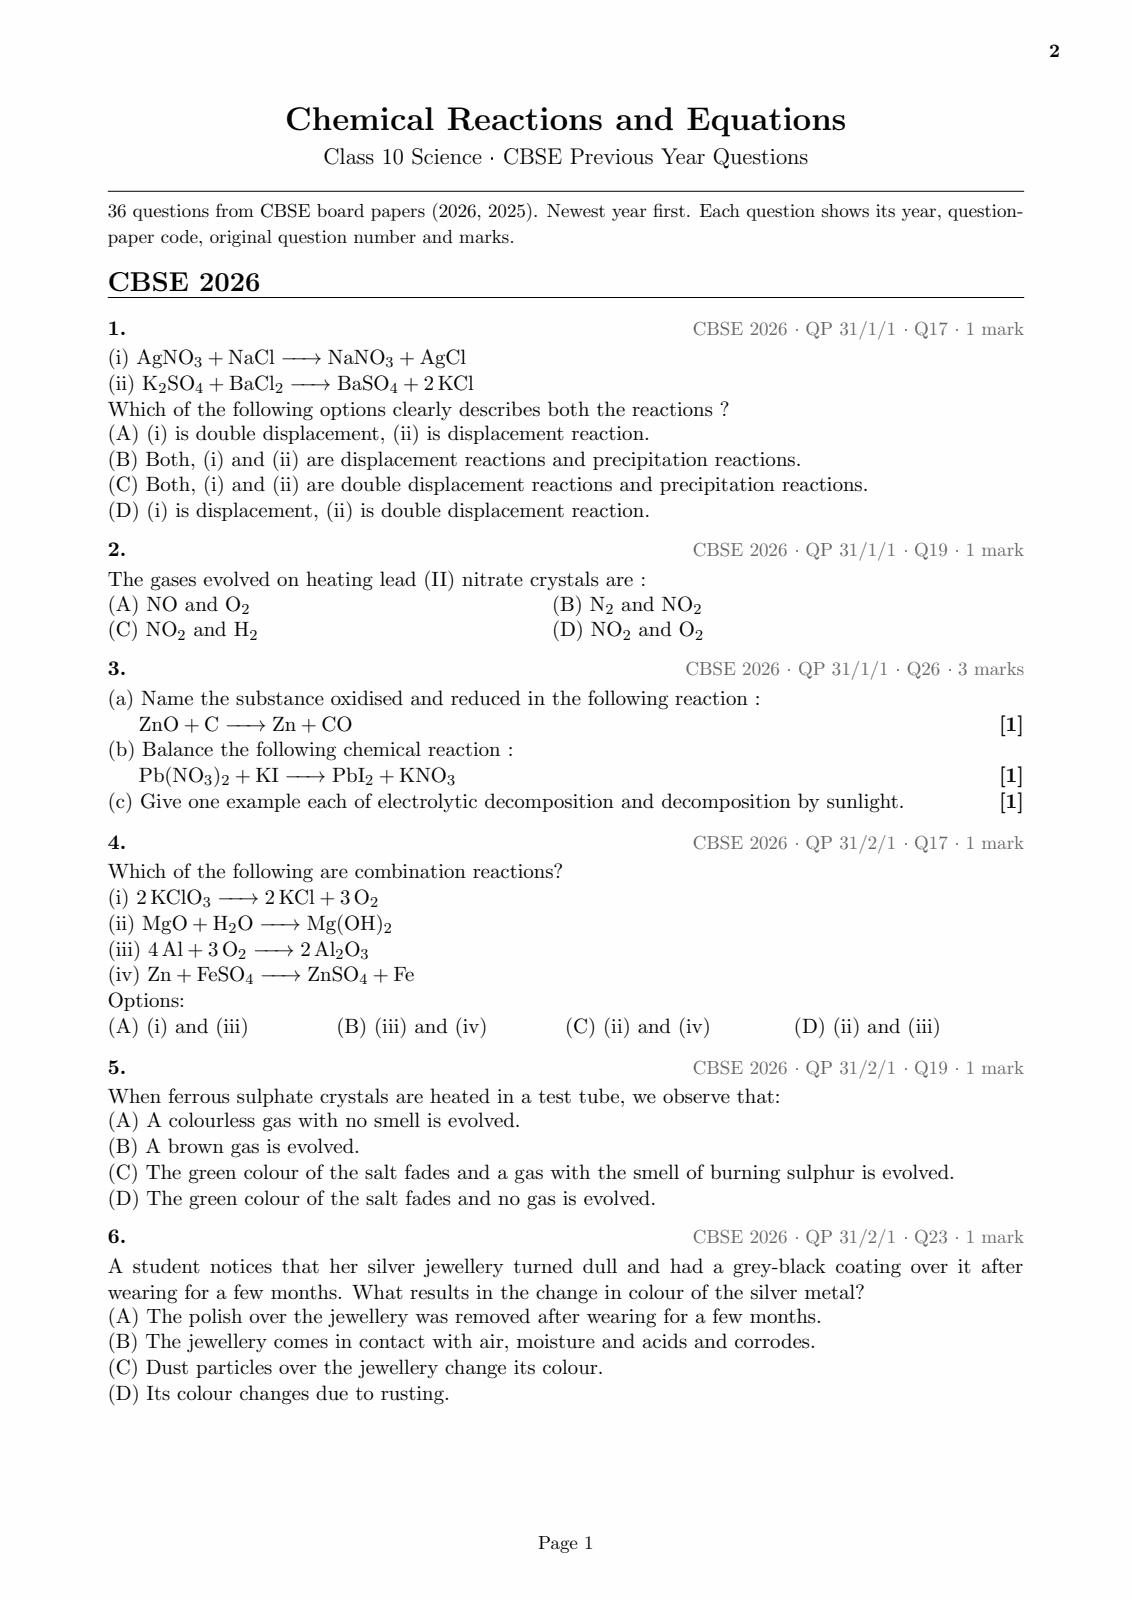 2
Chemical Reactions and Equations
Class 10 Science · CBSE Previous Year Questions
36 questions from CBSE board papers (2026, 2025). Newest year first. Each question shows its year, question-
paper code, original question number and marks.
CBSE 2026
1. CBSE 2026 · QP 31/1/1 · Q17 · 1 mark
(i) AgNO₃ + NaCl ⟶ NaNO₃ + AgCl
(ii) K₂SO₄ + BaCl₂ ⟶ BaSO₄ + 2 KCl
Which of the following options clearly describes both the reactions ?
(A) (i) is double displacement, (ii) is displacement reaction.
(B) Both, (i) and (ii) are displacement reactions and precipitation reactions.
(C) Both, (i) and (ii) are double displacement reactions and precipitation reactions.
(D) (i) is displacement, (ii) is double displacement reaction.
2. CBSE 2026 · QP 31/1/1 · Q19 · 1 mark
The gases evolved on heating lead (II) nitrate crystals are :
(A) NO and O₂ (B) N₂ and NO₂
(C) NO₂ and H₂ (D) NO₂ and O₂
3. CBSE 2026 · QP 31/1/1 · Q26 · 3 marks
(a) Name the substance oxidised and reduced in the following reaction :
ZnO + C ⟶ Zn + CO [1]
(b) Balance the following chemical reaction :
Pb(NO₃)₂ + KI ⟶ PbI₂ + KNO₃ [1]
(c) Give one example each of electrolytic decomposition and decomposition by sunlight. [1]
4. CBSE 2026 · QP 31/2/1 · Q17 · 1 mark
Which of the following are combination reactions?
(i) 2 KClO₃ ⟶ 2 KCl + 3 O₂
(ii) MgO + H₂O ⟶ Mg(OH)₂
(iii) 4 Al + 3 O₂ ⟶ 2 Al₂O₃
(iv) Zn + FeSO₄ ⟶ ZnSO₄ + Fe
Options:
(A) (i) and (iii) (B) (iii) and (iv) (C) (ii) and (iv) (D) (ii) and (iii)
5. CBSE 2026 · QP 31/2/1 · Q19 · 1 mark
When ferrous sulphate crystals are heated in a test tube, we observe that:
(A) A colourless gas with no smell is evolved.
(B) A brown gas is evolved.
(C) The green colour of the salt fades and a gas with the smell of burning sulphur is evolved.
(D) The green colour of the salt fades and no gas is evolved.
6. CBSE 2026 · QP 31/2/1 · Q23 · 1 mark
A student notices that her silver jewellery turned dull and had a grey-black coating over it after
wearing for a few months. What results in the change in colour of the silver metal?
(A) The polish over the jewellery was removed after wearing for a few months.
(B) The jewellery comes in contact with air, moisture and acids and corrodes.
(C) Dust particles over the jewellery change its colour.
(D) Its colour changes due to rusting.
Page 1